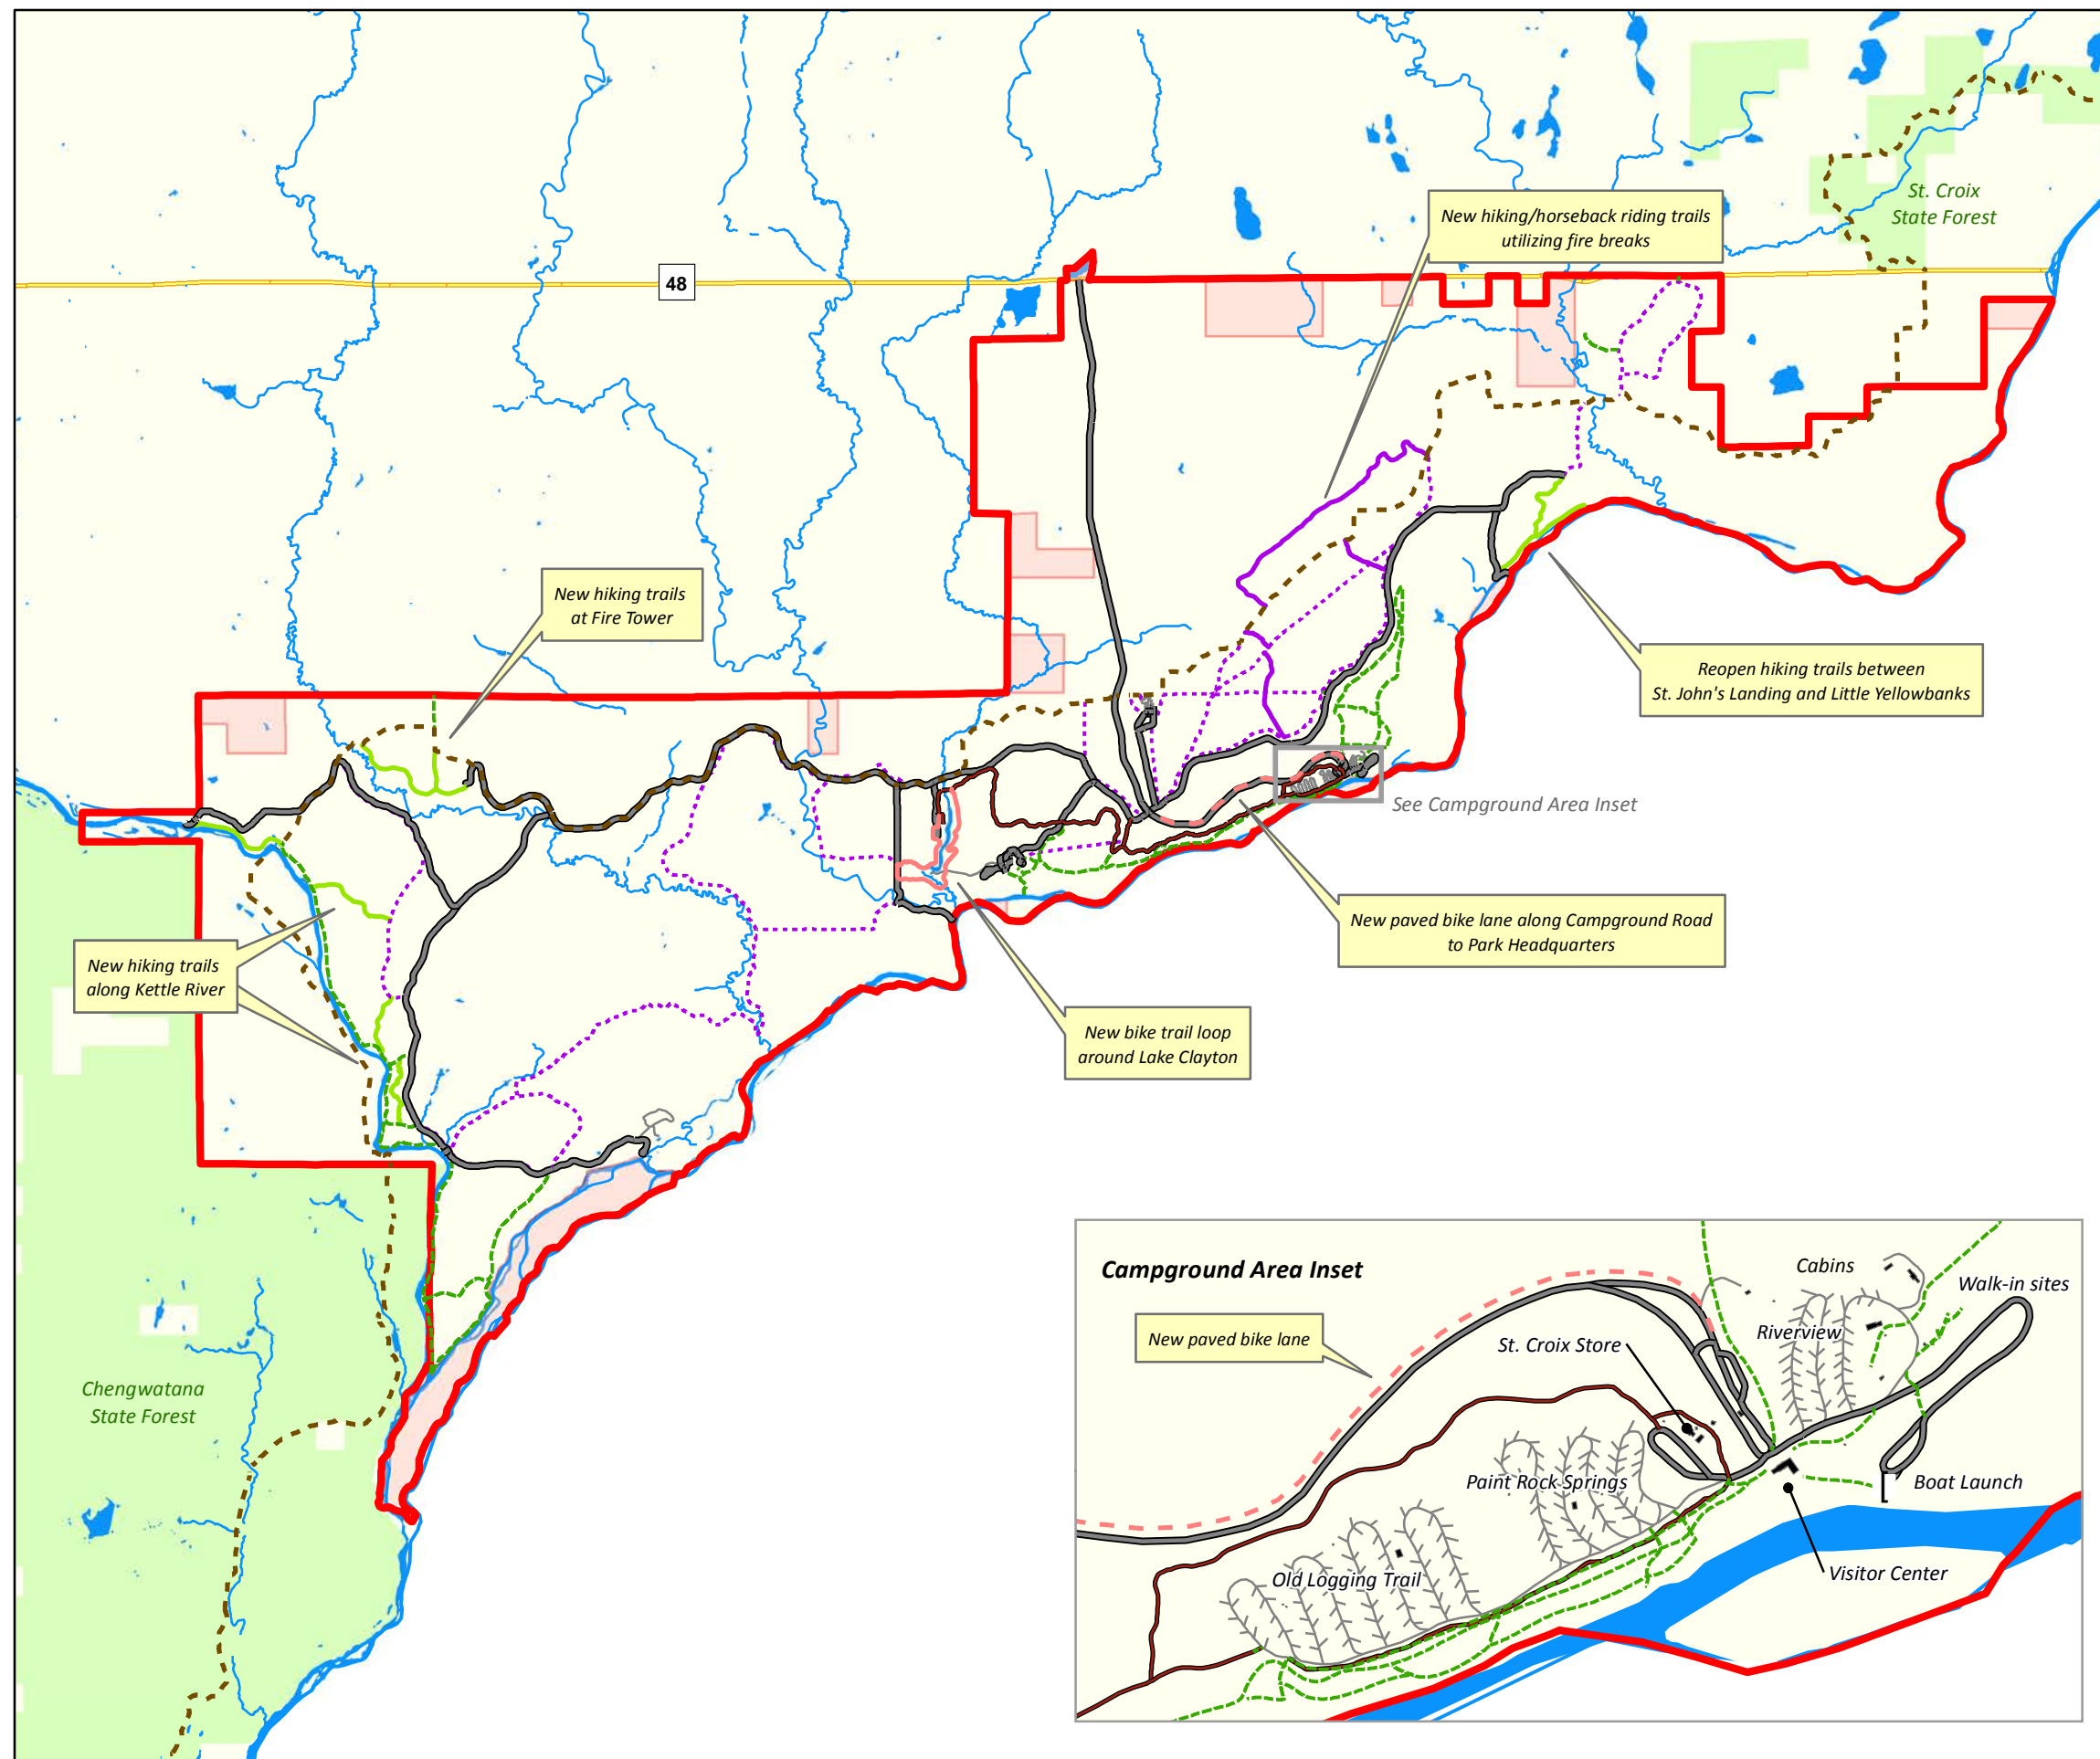 St. Croix
State Forest
New hiking/horseback riding trails
utilizing fire breaks
48
New hiking trails
at Fire Tower
Reopen hiking trails between
St. John's Landing and Little Yellowbanks
See Campground Area Inset
New paved bike lane along Campground Road
to Park Headquarters
New hiking trails
along Kettle River
New bike trail loop
around Lake Clayton
Chengwatana
State Forest
Campground Area Inset
Cabins
Walk-in sites
New paved bike lane
St. Croix Store
Riverview
Paint Rock Springs
Boat Launch
Old Logging Trail
Visitor Center